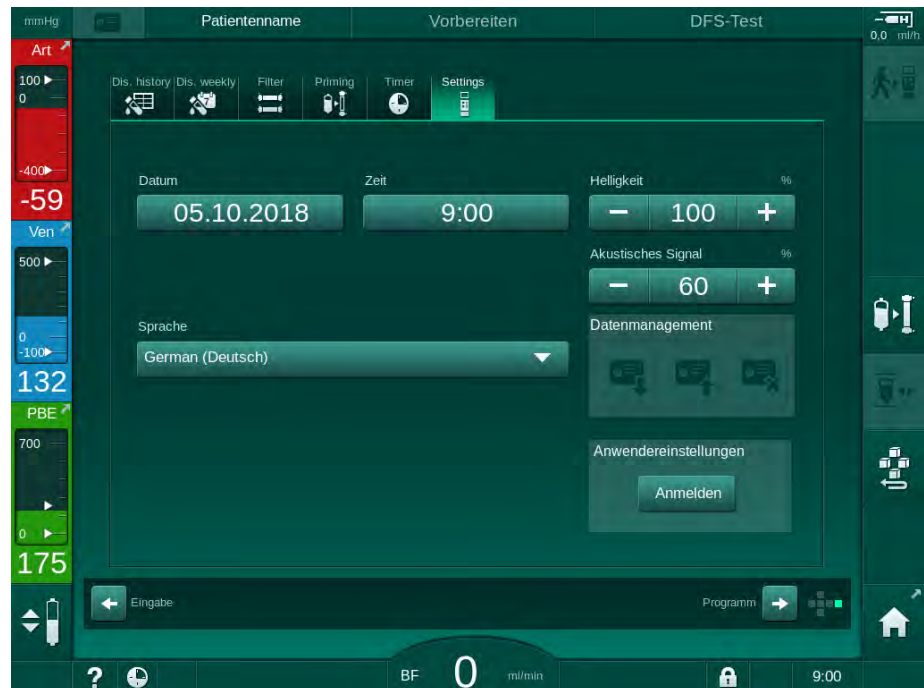 mmHg
Patientenname
Vorbereiten
DFS-Test
0,0 ml/h
Art
100
0
-400
-59
Ven
500
0
-100
132
PBE
700
0
175
Dis. history
Dis. weekly
Filter
Priming
Timer
Settings
7
Datum
Zeit
Helligkeit %
05.10.2018
9:00
100
Akustisches Signal %
60
Sprache
German (Deutsch)
Datenmanagement
Anwendereinstellungen
Anmelden
Eingabe
Programm
?
BF 0 ml/min
9:00